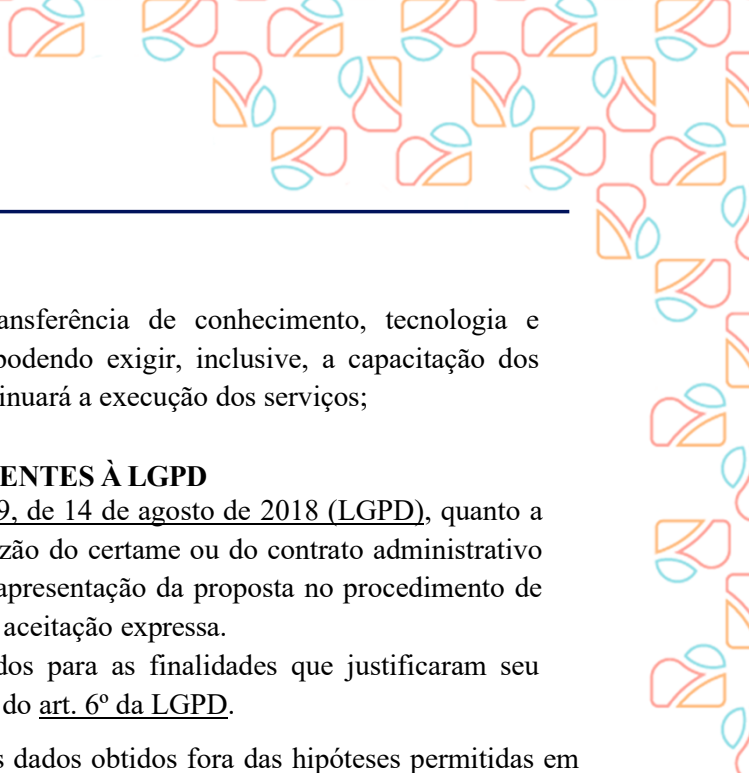 ansferência de conhecimento, tecnologia e
podendo exigir, inclusive, a capacitação dos
inuará a execução dos serviços;
ENTES À LGPD
9, de 14 de agosto de 2018 (LGPD), quanto a
zão do certame ou do contrato administrativo
apresentação da proposta no procedimento de
aceitação expressa.
dos para as finalidades que justificaram seu
do art. 6º da LGPD.
s dados obtidos fora das hipóteses permitidas em